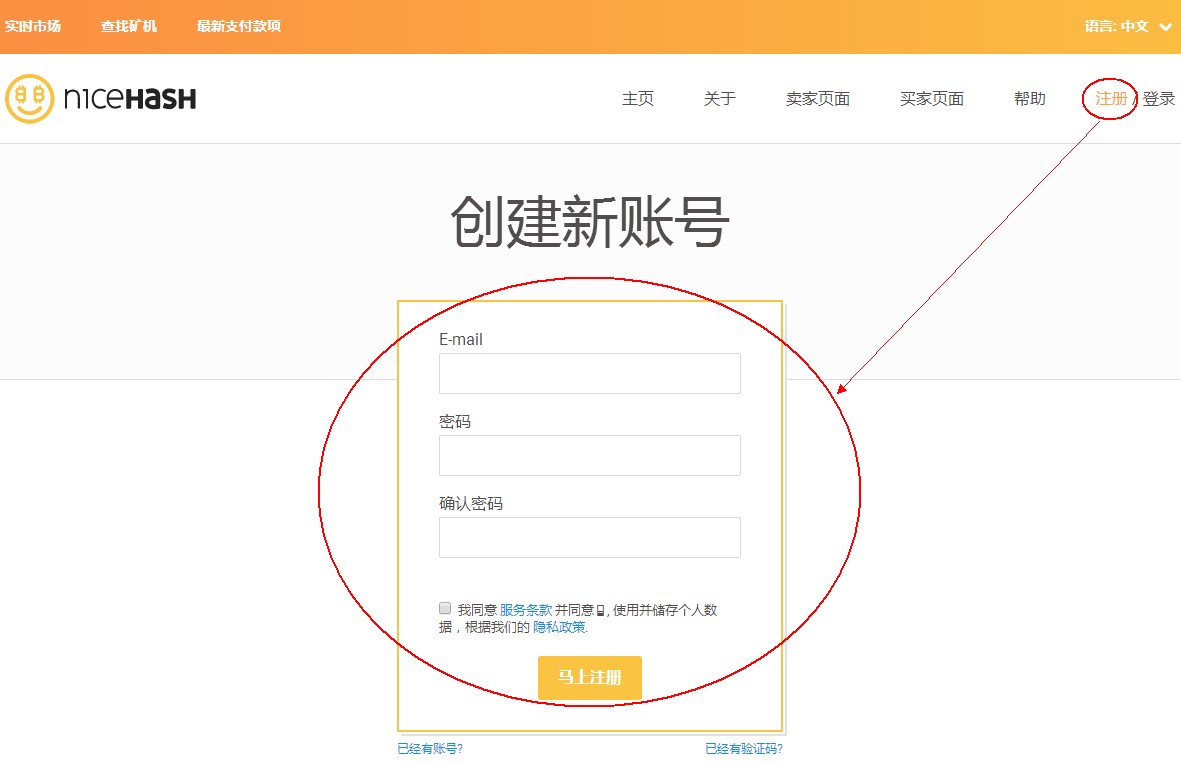 实时市场 查找矿机 最新支付款项 语言: 中文
nıceHasH 主页 关于 卖家页面 买家页面 帮助 注册 / 登录
创建新账号
E-mail
密码
确认密码
我同意 服务条款 并同意, 使用并储存个人数
据，根据我们的 隐私政策.
马上注册
已经有账号? 已经有验证码?